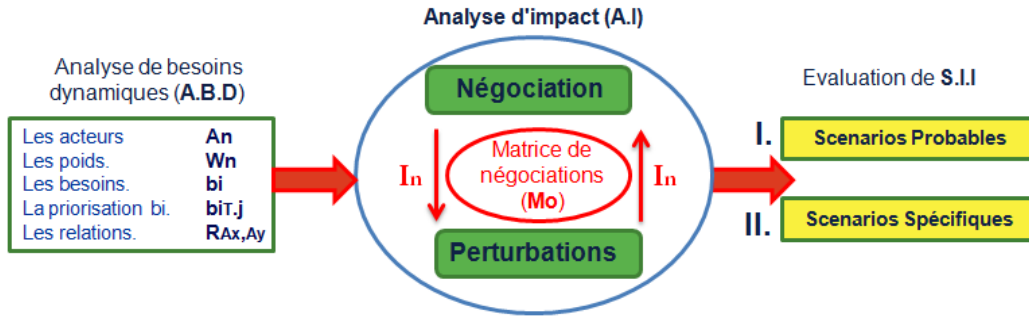 Analyse d'impact (A.I)
Analyse de besoins
dynamiques (A.B.D)
Les acteurs An
Les poids. Wn
Les besoins. bi
La priorisation bi. biT.j
Les relations. RAx,Ay
Négociation
In
Matrice de
négociations
(Mo)
In
Perturbations
Evaluation de S.I.I
I. Scenarios Probables
II. Scenarios Spécifiques